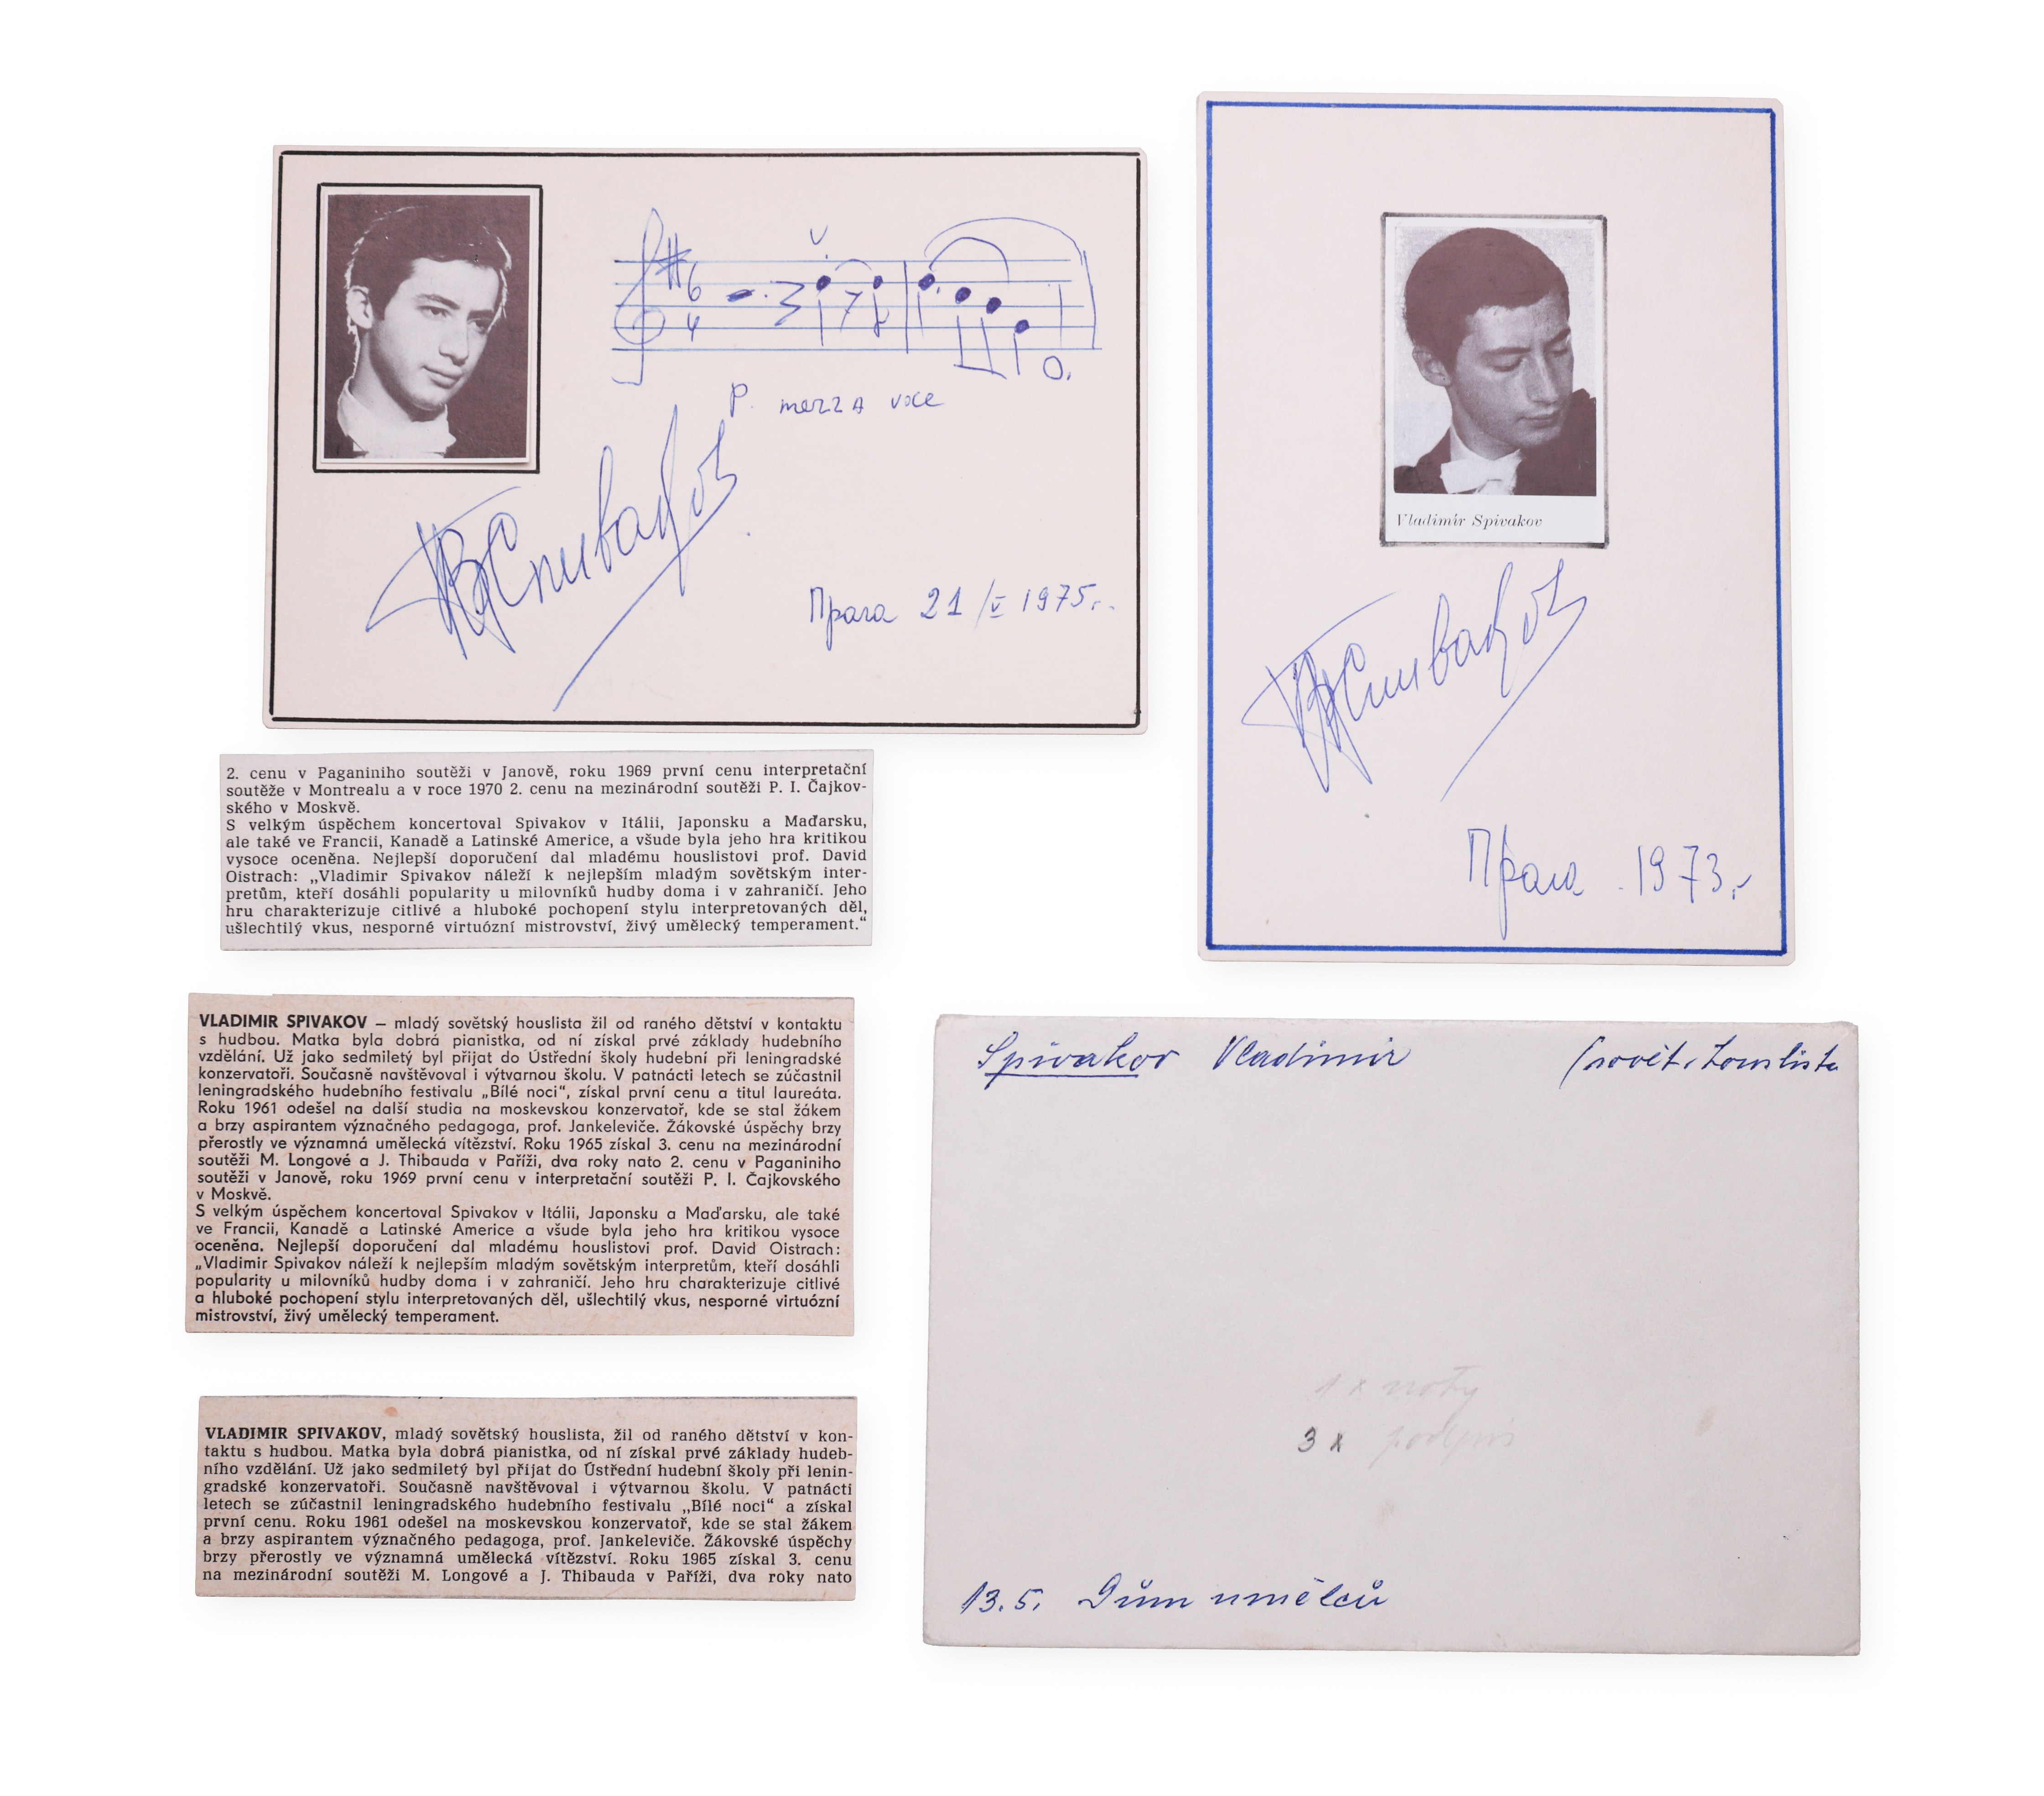 6
4
p. mezza voce
ВСпиваков
Прага 21/V 1975 г.
Vladimír Spivakov
ВСпиваков
Прага 1973 г.
2. cenu v Paganiniho soutěži v Janově, roku 1969 první cenu interpretační
soutěže v Montrealu a v roce 1970 2. cenu na mezinárodní soutěži P. I. Čajkov-
ského v Moskvě.
S velkým úspěchem koncertoval Spivakov v Itálii, Japonsku a Maďarsku,
ale také ve Francii, Kanadě a Latinské Americe, a všude byla jeho hra kritikou
vysoce oceněna. Nejlepší doporučení dal mladému houslistovi prof. David
Oistrach: „Vladimir Spivakov náleží k nejlepším mladým sovětským inter-
pretům, kteří dosáhli popularity u milovníků hudby doma i v zahraničí. Jeho
hru charakterizuje citlivé a hluboké pochopení stylu interpretovaných děl,
ušlechtilý vkus, nesporné virtuózní mistrovství, živý umělecký temperament.“
VLADIMIR SPIVAKOV – mladý sovětský houslista žil od raného dětství v kontaktu
s hudbou. Matka byla dobrá pianistka, od ní získal prvé základy hudebního
vzdělání. Už jako sedmiletý byl přijat do Ústřední školy hudební při leningradské
konzervatoři. Současně navštěvoval i výtvarnou školu. V patnácti letech se zúčastnil
leningradského hudebního festivalu „Bílé noci“, získal první cenu a titul laureáta.
Roku 1961 odešel na další studia na moskevskou konzervatoř, kde se stal žákem
a brzy aspirantem význačného pedagoga, prof. Jankeleviče. Žákovské úspěchy brzy
přerostly ve významná umělecká vítězství. Roku 1965 získal 3. cenu na mezinárodní
soutěži M. Longové a J. Thibauda v Paříži, dva roky nato 2. cenu v Paganiniho
soutěži v Janově, roku 1969 první cenu v interpretační soutěži P. I. Čajkovského
v Moskvě.
S velkým úspěchem koncertoval Spivakov v Itálii, Japonsku a Maďarsku, ale také
ve Francii, Kanadě a Latinské Americe a všude byla jeho hra kritikou vysoce
oceněna. Nejlepší doporučení dal mladému houslistovi prof. David Oistrach:
„Vladimir Spivakov náleží k nejlepším mladým sovětským interpretům, kteří dosáhli
popularity u milovníků hudby doma i v zahraničí. Jeho hru charakterizuje citlivé
a hluboké pochopení stylu interpretovaných děl, ušlechtilý vkus, nesporné virtuózní
mistrovství, živý umělecký temperament.
VLADIMIR SPIVAKOV, mladý sovětský houslista, žil od raného dětství v kon-
taktu s hudbou. Matka byla dobrá pianistka, od ní získal prvé základy hudeb-
ního vzdělání. Už jako sedmiletý byl přijat do Ústřední hudební školy při lenin-
gradské konzervatoři. Současně navštěvoval i výtvarnou školu. V patnácti
letech se zúčastnil leningradského hudebního festivalu „Bílé noci“ a získal
první cenu. Roku 1961 odešel na moskevskou konzervatoř, kde se stal žákem
a brzy aspirantem význačného pedagoga, prof. Jankeleviče. Žákovské úspěchy
brzy přerostly ve významná umělecká vítězství. Roku 1965 získal 3. cenu
na mezinárodní soutěži M. Longové a J. Thibauda v Paříži, dva roky nato
Spivakov Vladimir (sovět. houslista
1 x noty
3 x podpis
13.5. Dům umělců